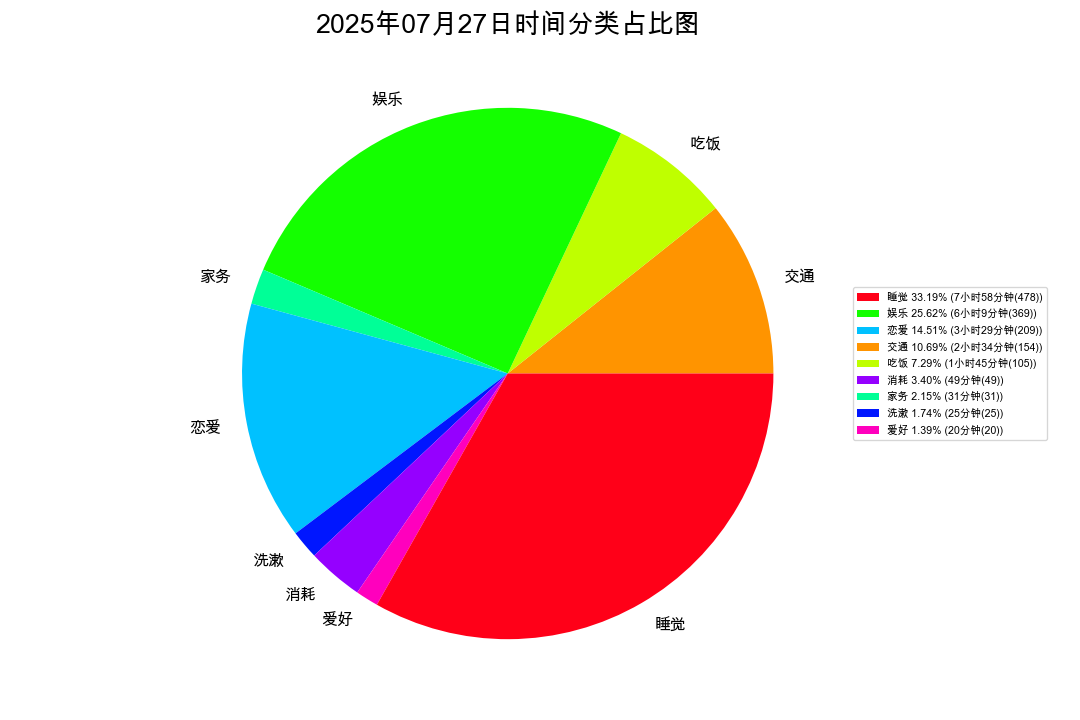 2025年07月27日时间分类占比图
娱乐
吃饭
家务
交通
恋爱
洗漱
消耗
爱好
睡觉
睡觉 33.19% (7小时58分钟(478))
娱乐 25.62% (6小时9分钟(369))
恋爱 14.51% (3小时29分钟(209))
交通 10.69% (2小时34分钟(154))
吃饭 7.29% (1小时45分钟(105))
消耗 3.40% (49分钟(49))
家务 2.15% (31分钟(31))
洗漱 1.74% (25分钟(25))
爱好 1.39% (20分钟(20))